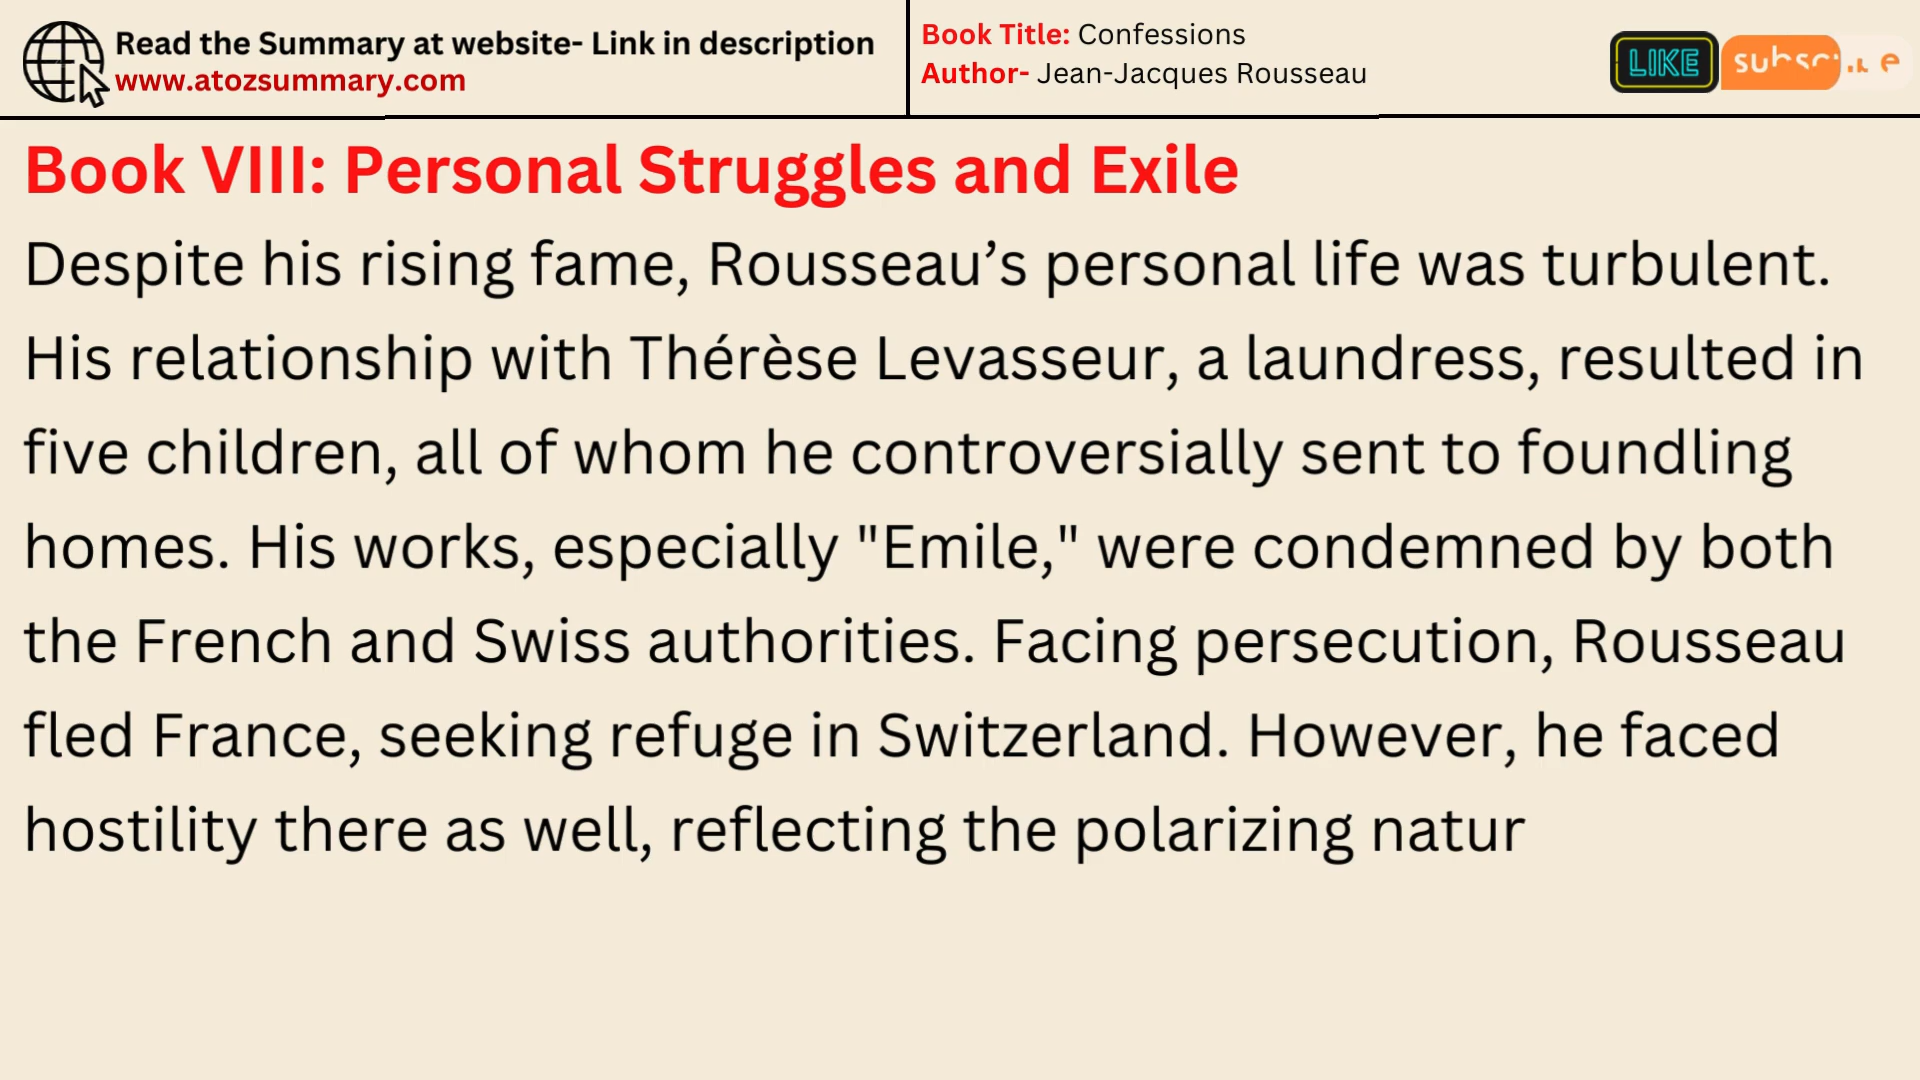 Read the Summary at website- Link in description
www.atozsummary.com
Book Title: Confessions
Author- Jean-Jacques Rousseau
LIKE
Book VIII: Personal Struggles and Exile
Despite his rising fame, Rousseau’s personal life was turbulent.
His relationship with Thérèse Levasseur, a laundress, resulted in
five children, all of whom he controversially sent to foundling
homes. His works, especially "Emile," were condemned by both
the French and Swiss authorities. Facing persecution, Rousseau
fled France, seeking refuge in Switzerland. However, he faced
hostility there as well, reflecting the polarizing natur